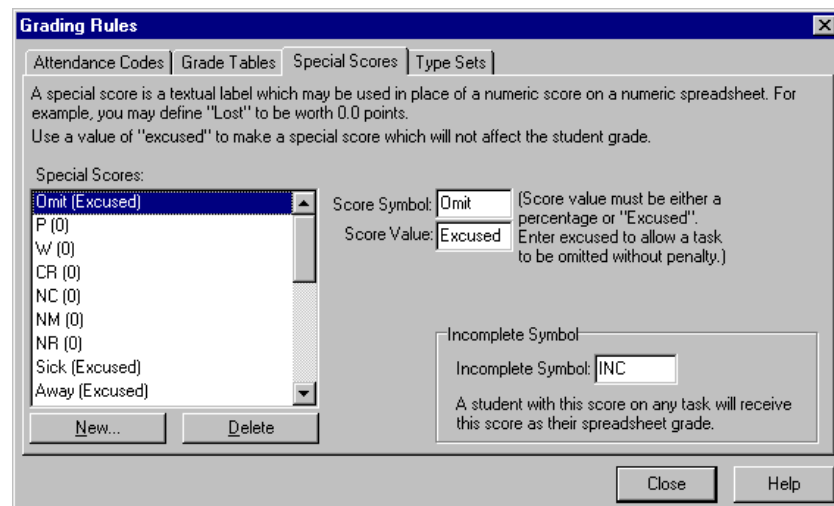 Grading Rules
Attendance Codes Grade Tables Special Scores Type Sets
A special score is a textual label which may be used in place of a numeric score on a numeric spreadsheet. For
example, you may define "Lost" to be worth 0.0 points.
Use a value of "excused" to make a special score which will not affect the student grade.
Special Scores:
Omit (Excused)
P (0)
W (0)
CR (0)
NC (0)
NM (0)
NR (0)
Sick (Excused)
Away (Excused)
New...
Delete
Score Symbol: Omit
Score Value: Excused
(Score value must be either a
percentage or "Excused".
Enter excused to allow a task
to be omitted without penalty.)
Incomplete Symbol
Incomplete Symbol: INC
A student with this score on any task will receive
this score as their spreadsheet grade.
Close
Help